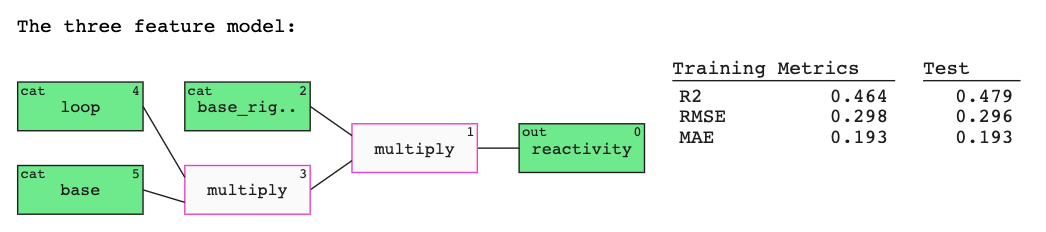 The three feature model:
Training Metrics Test
R2 0.464 0.479
RMSE 0.298 0.296
MAE 0.193 0.193
cat 4
loop
cat 2
base_rig..
1
multiply
out 0
reactivity
cat 5
base
3
multiply